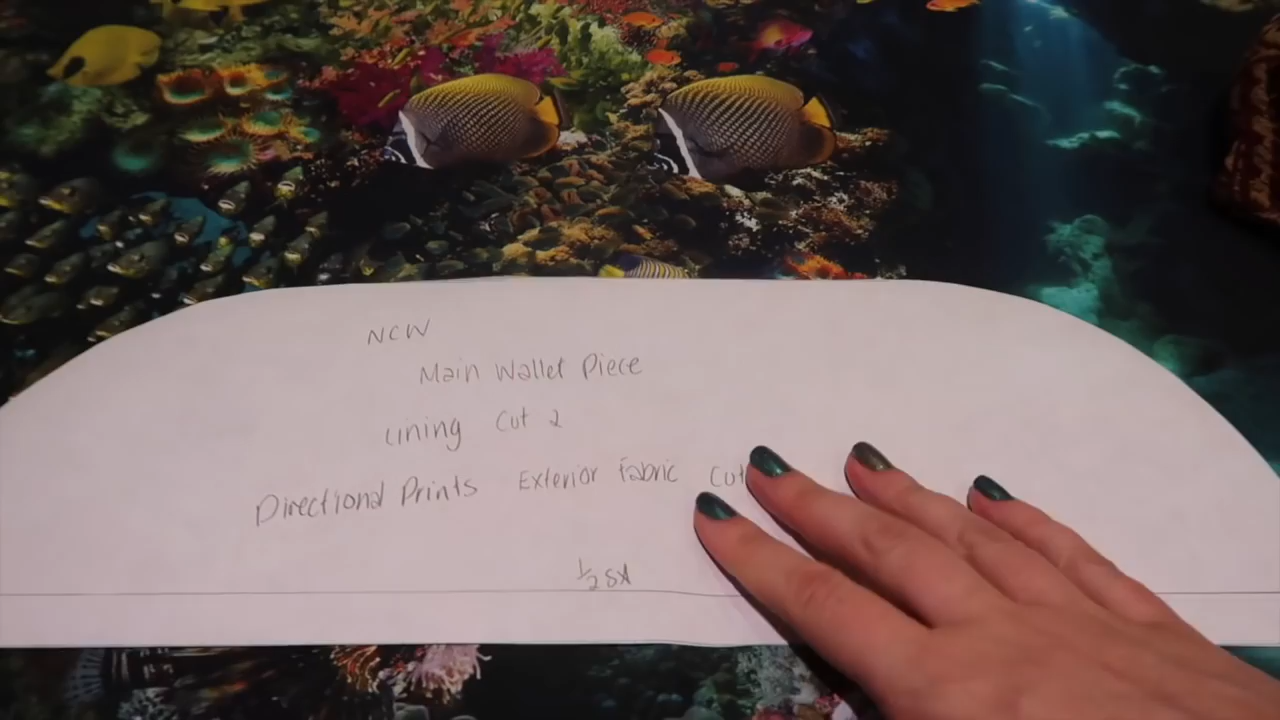 NCW
Main Wallet Piece
Lining Cut 2
Directional Prints Exterior Fabric Cut
1/2 SA